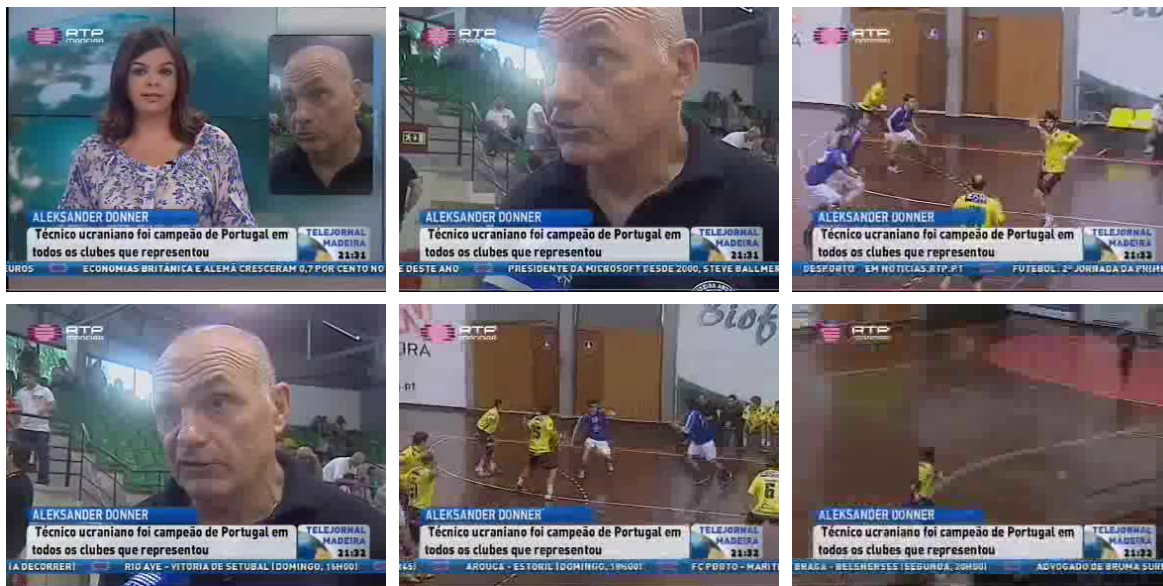 RTP
MADEIRA
ALEKSANDER DONNER
Técnico ucraniano foi campeão de Portugal em
todos os clubes que representou
TELEJORNAL
MADEIRA
21:31
EUROS ECONOMIAS BRITÂNICA E ALEMÃ CRESCERAM 0,7 POR CENTO NO
RTP
MADEIRA
ALEKSANDER DONNER
Técnico ucraniano foi campeão de Portugal em
todos os clubes que representou
TELEJORNAL
MADEIRA
21:31
E DESTE ANO PRESIDENTE DA MICROSOFT DESDE 2000, STEVE BALLMER
RTP
MADEIRA
ALEKSANDER DONNER
Técnico ucraniano foi campeão de Portugal em
todos os clubes que representou
TELEJORNAL
MADEIRA
21:31
DESPORTO EM NOTICIAS.RTP.PT FUTEBOL: 2ª JORNADA DA PRIME
RTP
MADEIRA
ALEKSANDER DONNER
Técnico ucraniano foi campeão de Portugal em
todos os clubes que representou
TELEJORNAL
MADEIRA
21:32
(A DECORRER) RIO AVE - VITORIA DE SETUBAL (DOMINGO, 16H00)
RTP
MADEIRA
Biof
EIRA
ALEKSANDER DONNER
Técnico ucraniano foi campeão de Portugal em
todos os clubes que representou
TELEJORNAL
MADEIRA
21:32
H45) AROUCA - ESTORIL (DOMINGO, 18H00) FC PORTO - MARIT
RTP
MADEIRA
ALEKSANDER DONNER
Técnico ucraniano foi campeão de Portugal em
todos os clubes que representou
TELEJORNAL
MADEIRA
21:32
BRAGA - BELENENSES (SEGUNDA, 20H00) ADVOGADO DE BRUMA SURP